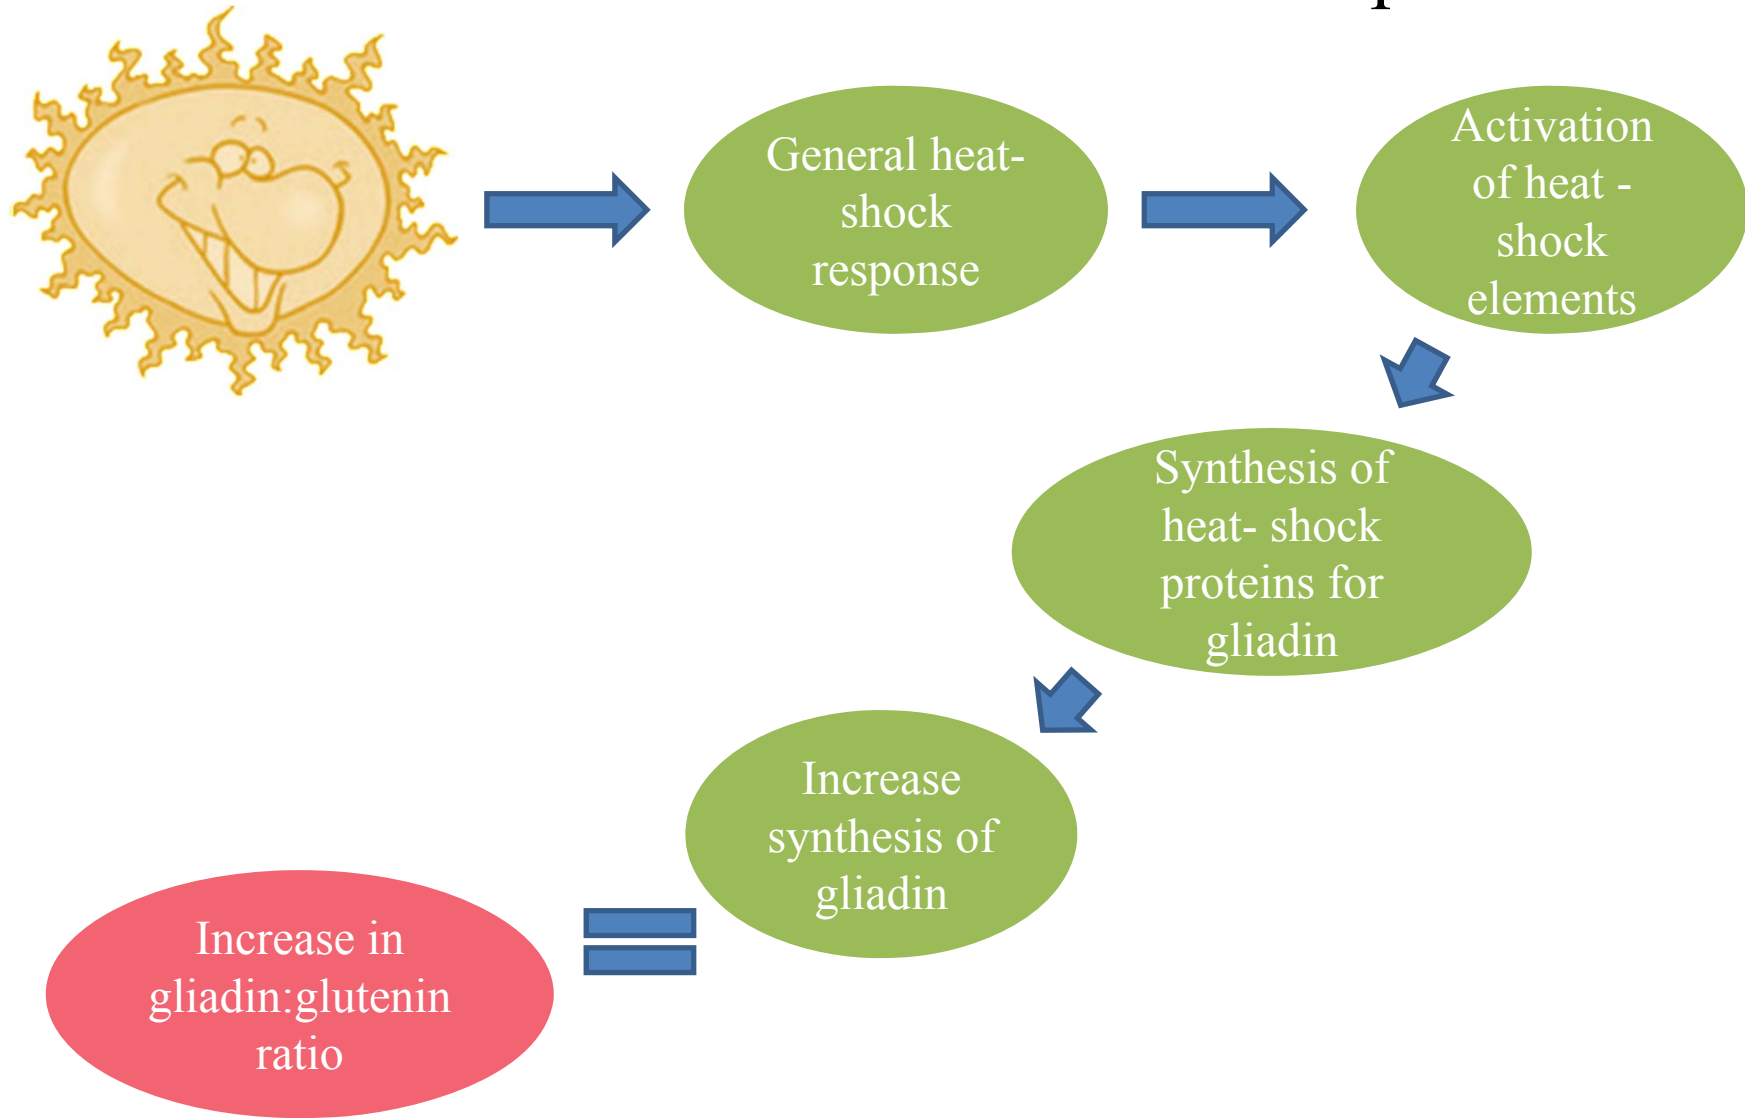 General heat-
shock
response
Activation
of heat -
shock
elements
Synthesis of
heat- shock
proteins for
gliadin
Increase
synthesis of
gliadin
Increase in
gliadin:glutenin
ratio